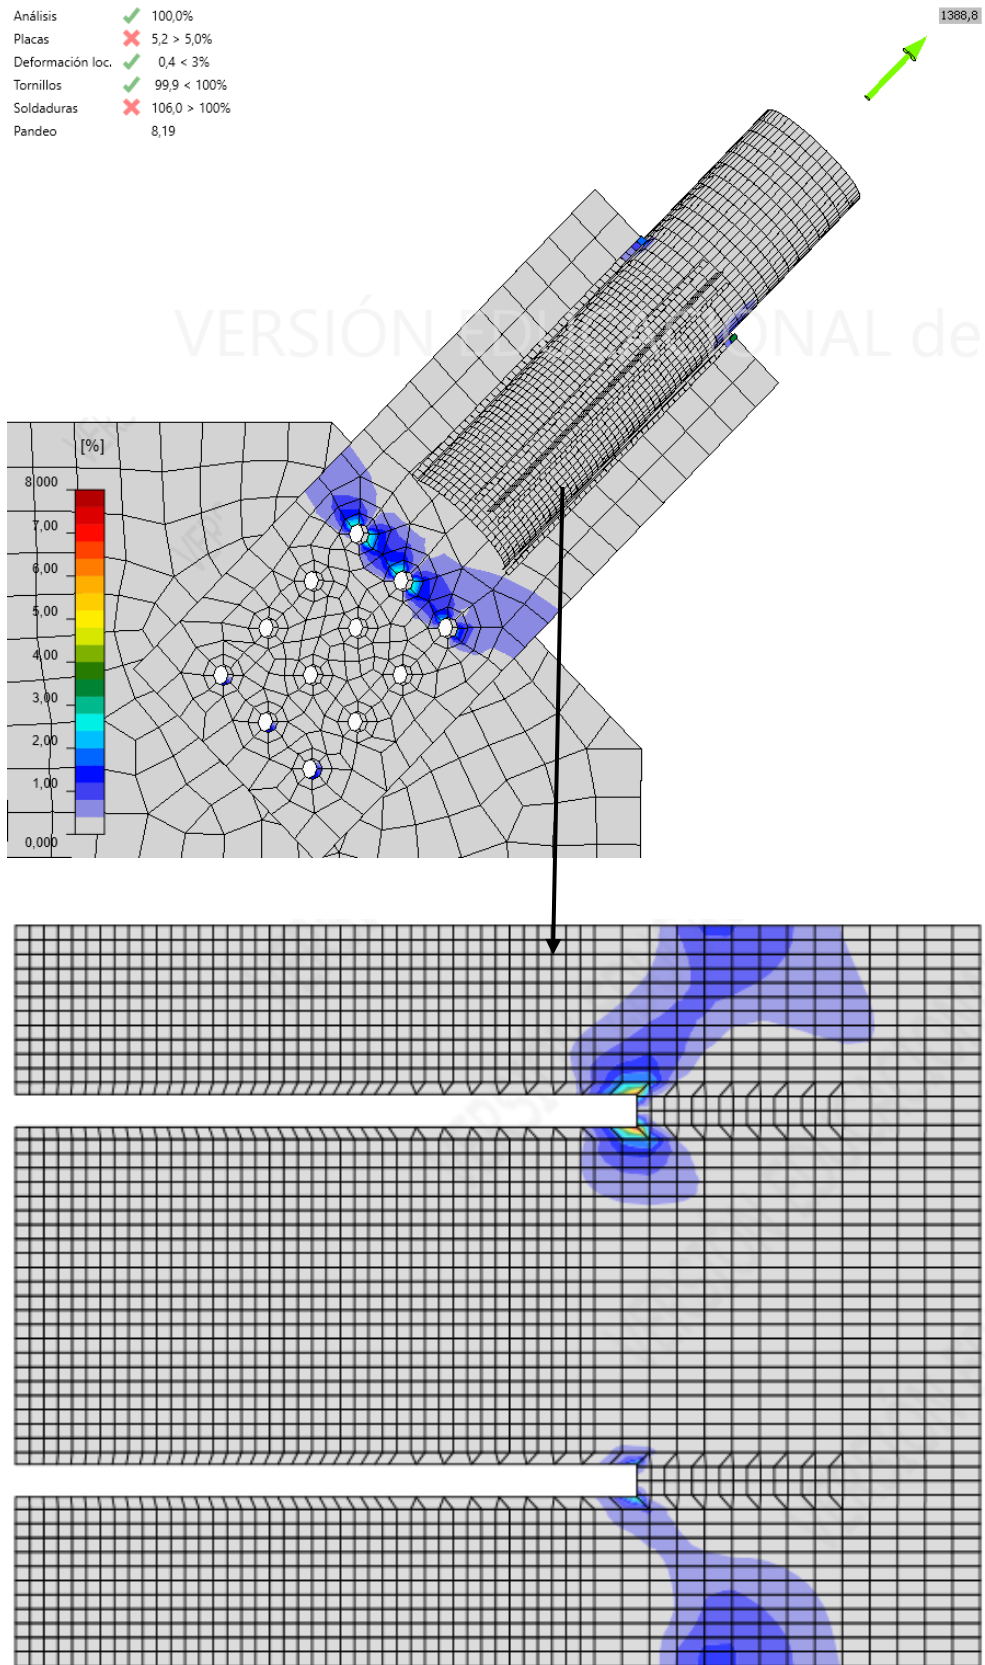 Análisis 100,0%
1388,8
Placas 5,2 > 5,0%
Deformación loc. 0,4 < 3%
Tornillos 99,9 < 100%
Soldaduras 106,0 > 100%
Pandeo 8,19
VERSIÓN EDUCACIONAL de
[%]
8,000
7,00
6,00
5,00
4,00
3,00
2,00
1,00
0,000